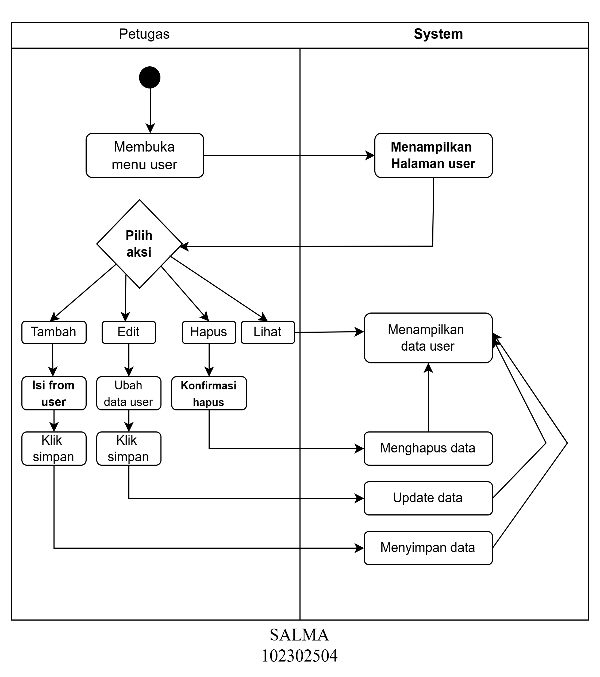 Petugas
System
Membuka
menu user
Menampilkan
Halaman user
Pilih
aksi
Tambah
Edit
Hapus
Lihat
Menampilkan
data user
Isi from
user
Ubah
data user
Konfirmasi
hapus
Klik
simpan
Klik
simpan
Menghapus data
Update data
Menyimpan data
SALMA
102302504